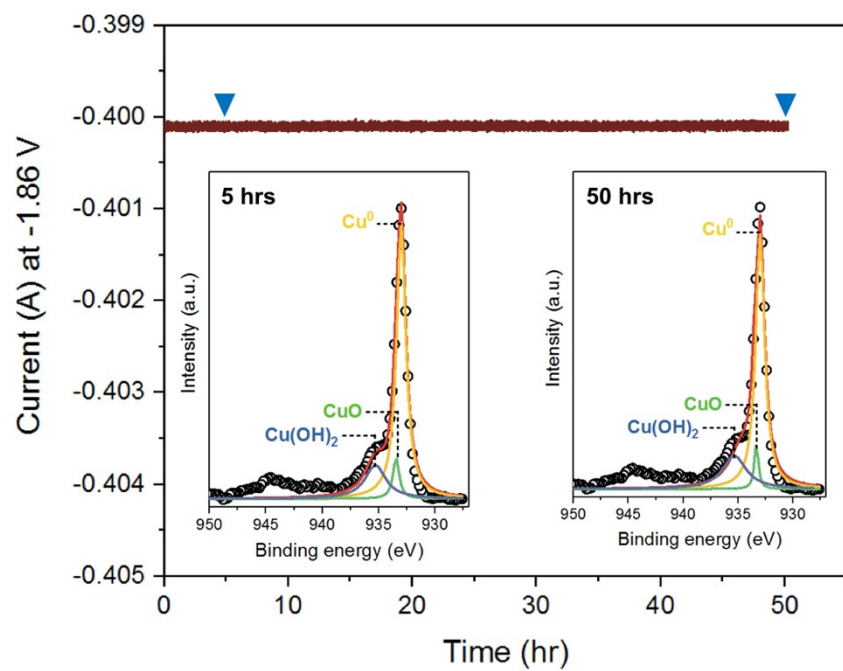 Current (A) at -1.86 V
-0.399
-0.400
-0.401
-0.402
-0.403
-0.404
-0.405
0 10 20 30 40 50
Time (hr)
5 hrs
Cu⁰
CuO
Cu(OH)₂
Intensity (a.u.)
950 945 940 935 930
Binding energy (eV)
50 hrs
Cu⁰
CuO
Cu(OH)₂
Intensity (a.u.)
950 945 940 935 930
Binding energy (eV)